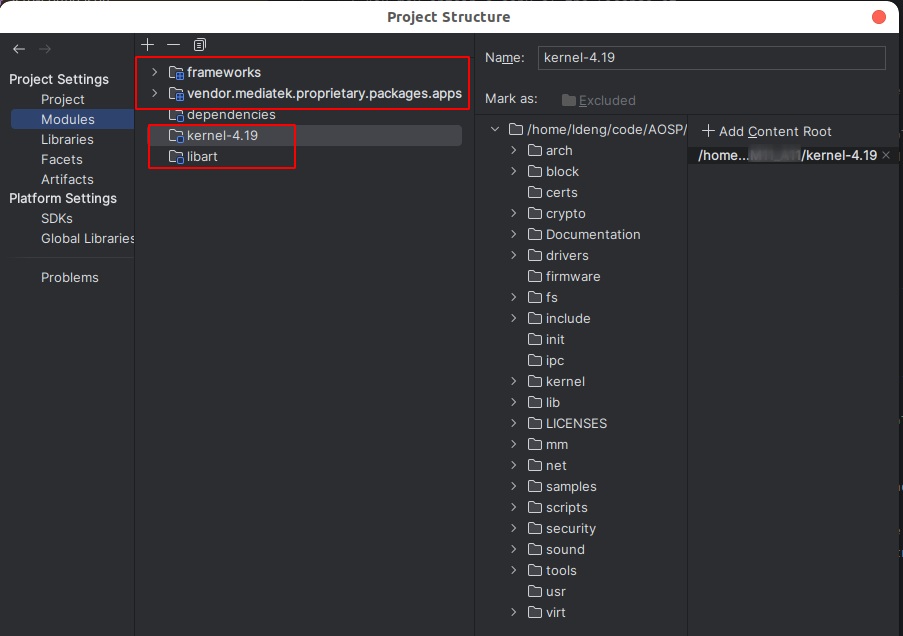 Project Structure
Project Settings
Project
Modules
Libraries
Facets
Artifacts
Platform Settings
SDKs
Global Libraries
Problems
frameworks
vendor.mediatek.proprietary.packages.apps
dependencies
kernel-4.19
libart
Name: kernel-4.19
Mark as: Excluded
/home/ldeng/code/AOSP/
arch
block
certs
crypto
Documentation
drivers
firmware
fs
include
init
ipc
kernel
lib
LICENSES
mm
net
samples
scripts
security
sound
tools
usr
virt
Add Content Root
/home.../kernel-4.19